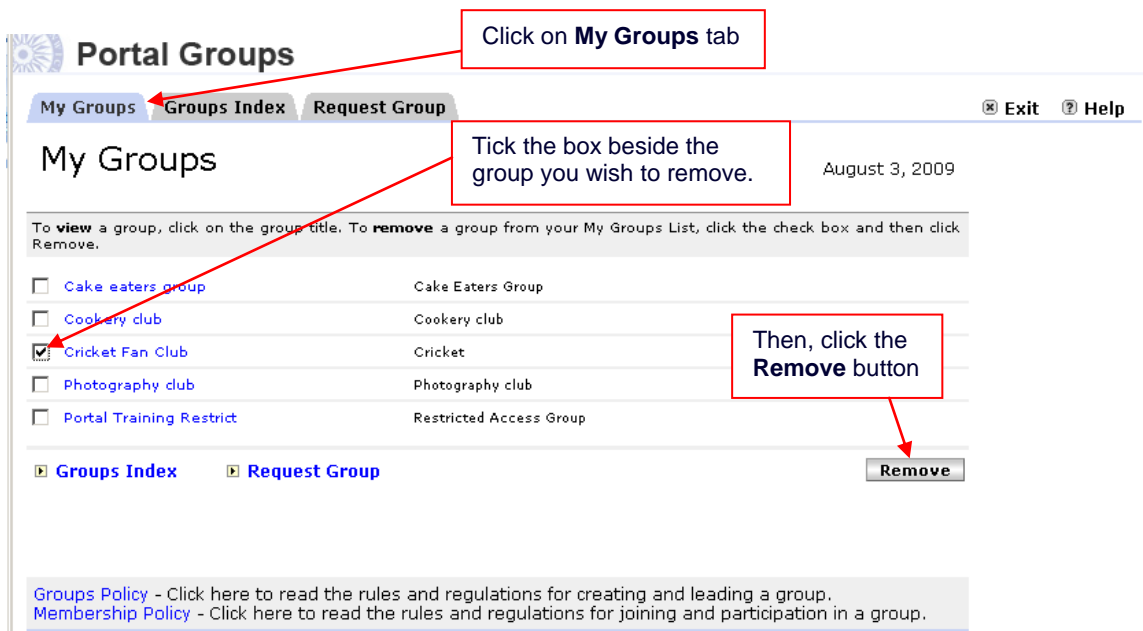 Click on My Groups tab
Portal Groups
My Groups Groups Index Request Group Exit Help
Tick the box beside the
group you wish to remove.
My Groups
August 3, 2009
To view a group, click on the group title. To remove a group from your My Groups List, click the check box and then click
Remove.
Cake eaters group Cake Eaters Group
Cookery club Cookery club
Cricket Fan Club Cricket
Then, click the
Remove button
Photography club Photography club
Portal Training Restrict Restricted Access Group
Groups Index Request Group Remove
Groups Policy - Click here to read the rules and regulations for creating and leading a group.
Membership Policy - Click here to read the rules and regulations for joining and participation in a group.